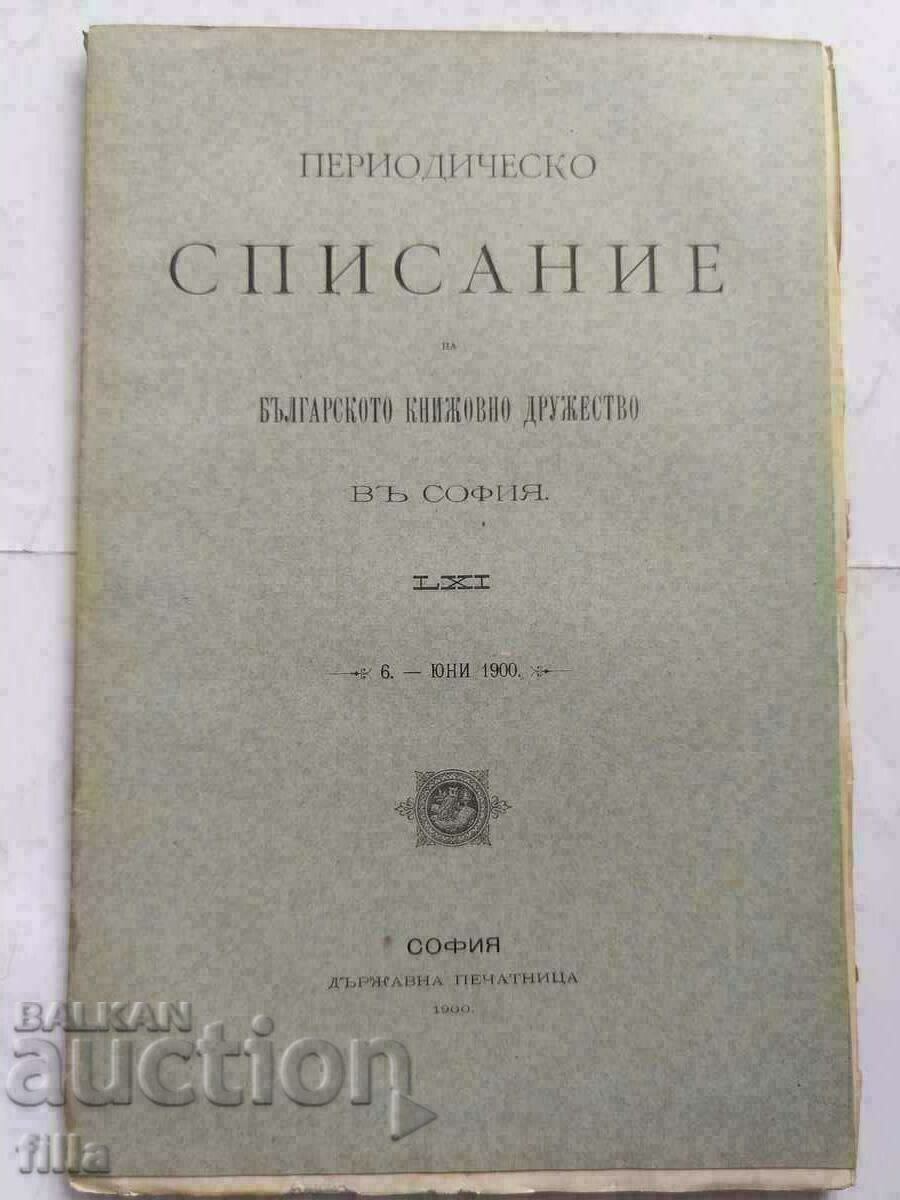 ПЕРИОДИЧЕСКО
СПИСАНИЕ
НА
БЪЛГАРСКОТО КНИЖОВНО ДРУЖЕСТВО
ВЪ СОФИЯ.
LXI
6. — ЮНИ 1900.
СОФИЯ
ДЪРЖАВНА ПЕЧАТНИЦА
1900.
BALKAN
auction
filla